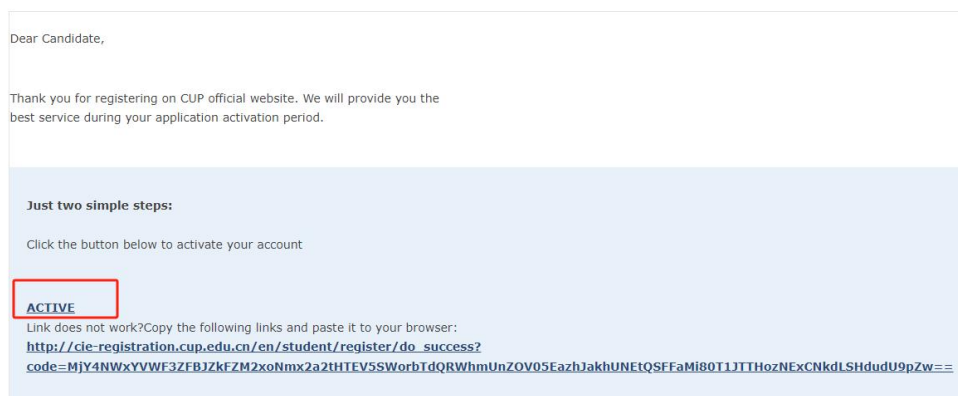 Dear Candidate,
Thank you for registering on CUP official website. We will provide you the
best service during your application activation period.
Just two simple steps:
Click the button below to activate your account
ACTIVE
Link does not work?Copy the following links and paste it to your browser:
http://cie-registration.cup.edu.cn/en/student/register/do_success?
code=MjY4NWxYVWF3ZFBJZkFZM2xoNmx2a2tHTEV5SWorbTdQRWhmUnZOV05EazhJakhUNEtQSFFaMi80T1JTTHozNExCNkdLSHdudU9pZw==